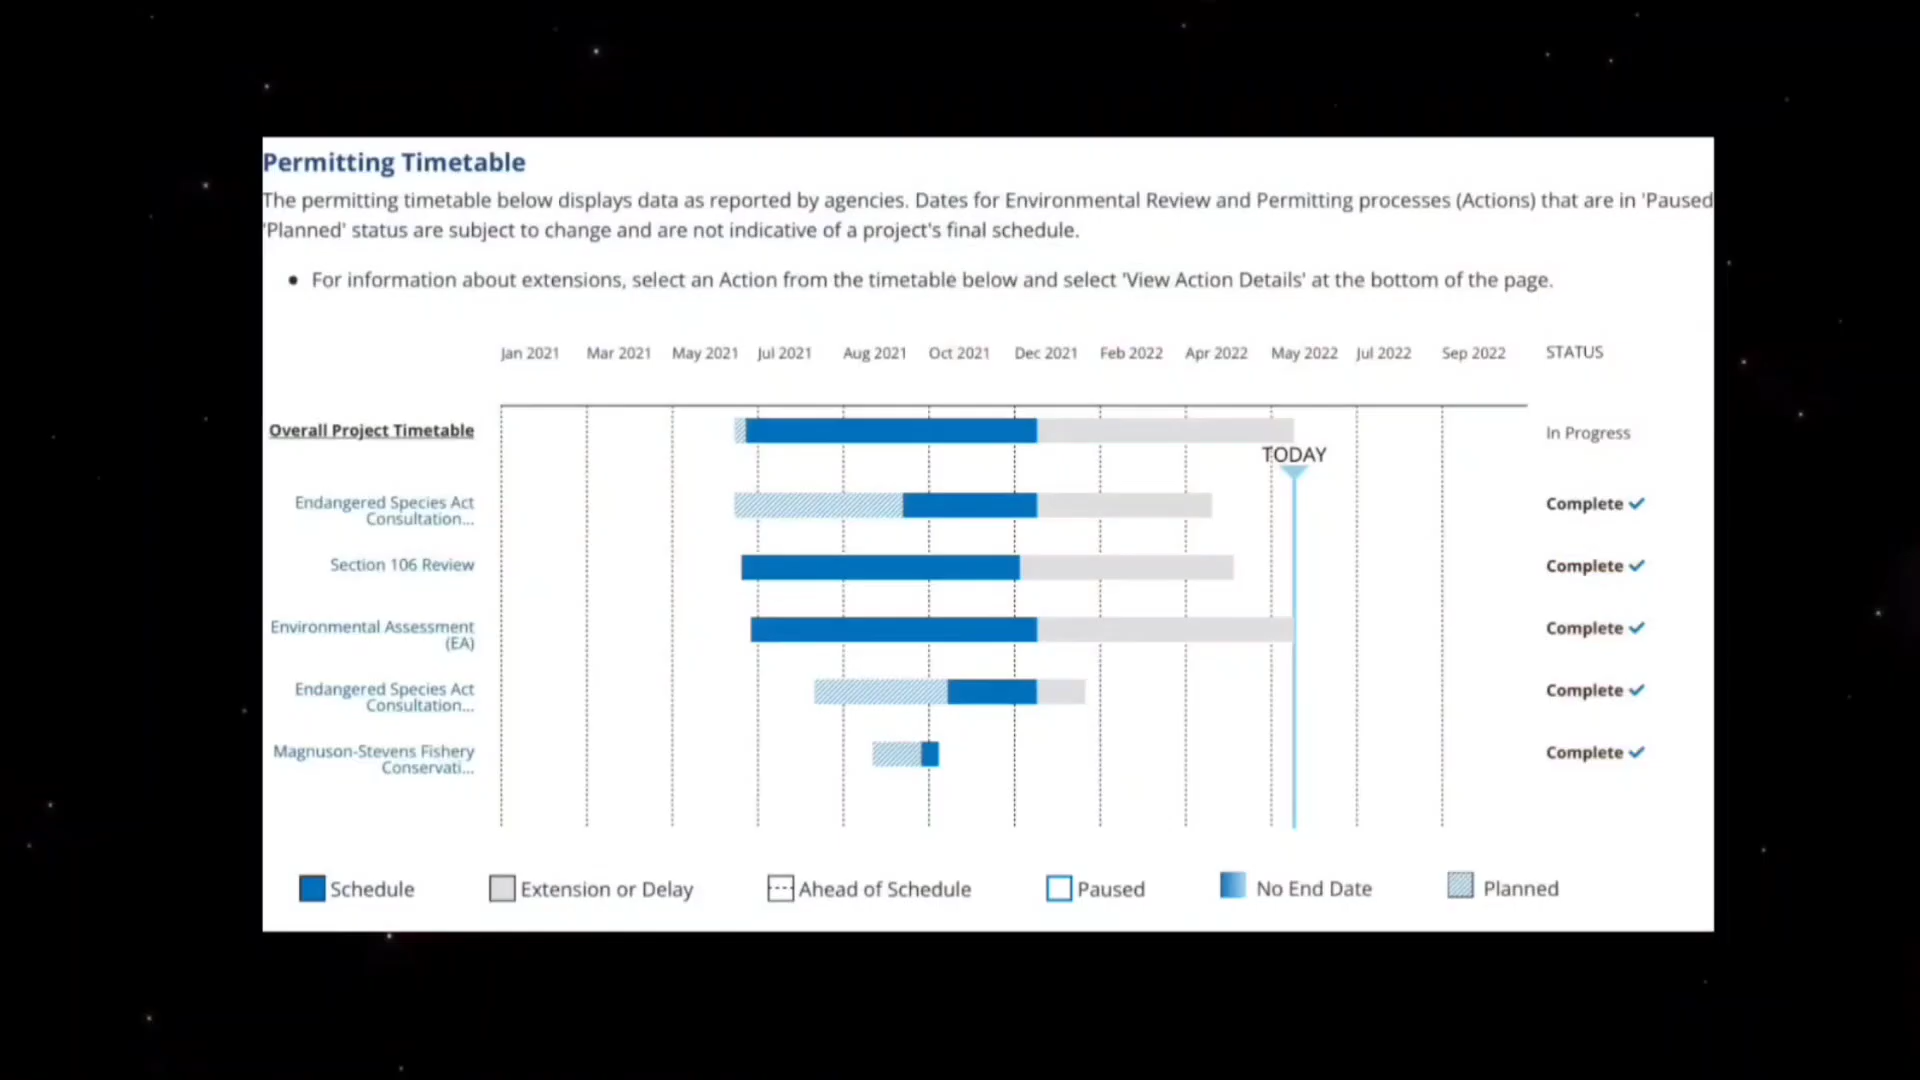 Permitting Timetable
The permitting timetable below displays data as reported by agencies. Dates for Environmental Review and Permitting processes (Actions) that are in 'Paused
'Planned' status are subject to change and are not indicative of a project's final schedule.
• For information about extensions, select an Action from the timetable below and select 'View Action Details' at the bottom of the page.
Jan 2021 Mar 2021 May 2021 Jul 2021 Aug 2021 Oct 2021 Dec 2021 Feb 2022 Apr 2022 May 2022 Jul 2022 Sep 2022 STATUS
Overall Project Timetable In Progress
TODAY
Endangered Species Act
Consultation... Complete ✓
Section 106 Review Complete ✓
Environmental Assessment
(EA) Complete ✓
Endangered Species Act
Consultation... Complete ✓
Magnuson-Stevens Fishery
Conservati... Complete ✓
Schedule Extension or Delay Ahead of Schedule Paused No End Date Planned